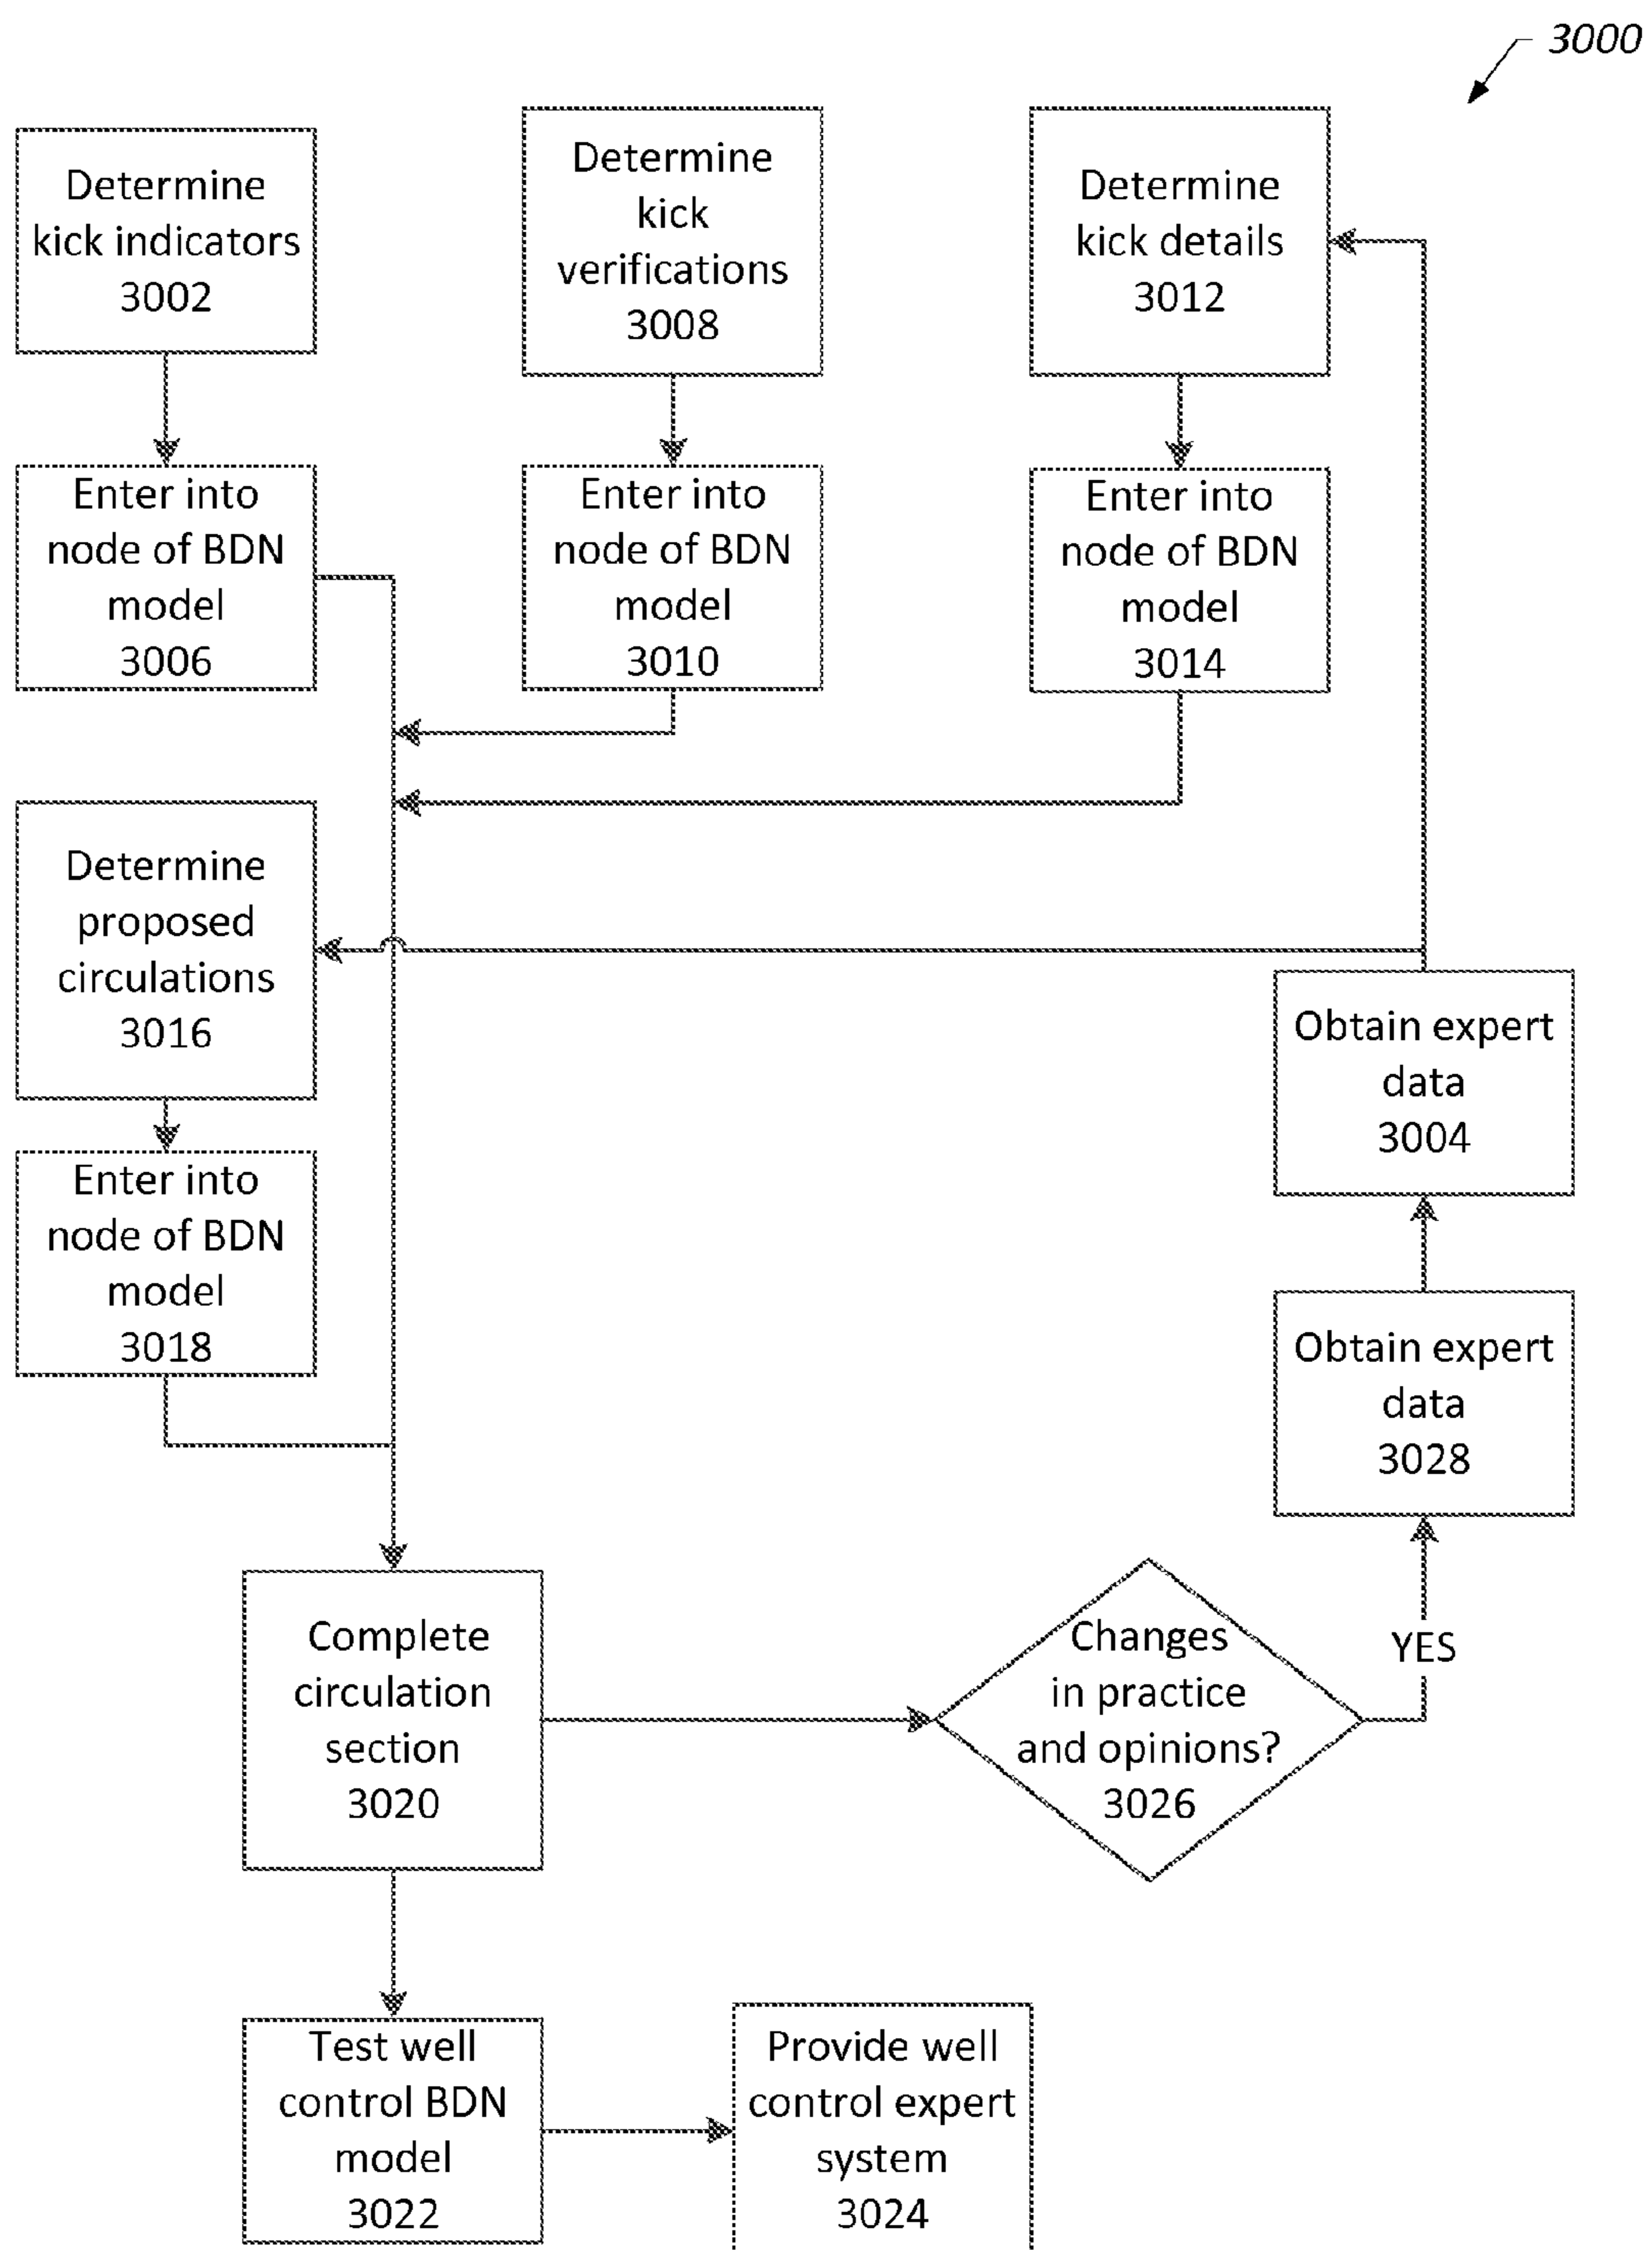 3000
Determine
kick indicators
3002
Determine
kick
verifications
3008
Determine
kick details
3012
Enter into
node of BDN
model
3006
Enter into
node of BDN
model
3010
Enter into
node of BDN
model
3014
Determine
proposed
circulations
3016
Obtain expert
data
3004
Enter into
node of BDN
model
3018
Obtain expert
data
3028
Complete
circulation
section
3020
Changes
in practice
and opinions?
3026
YES
Test well
control BDN
model
3022
Provide well
control expert
system
3024